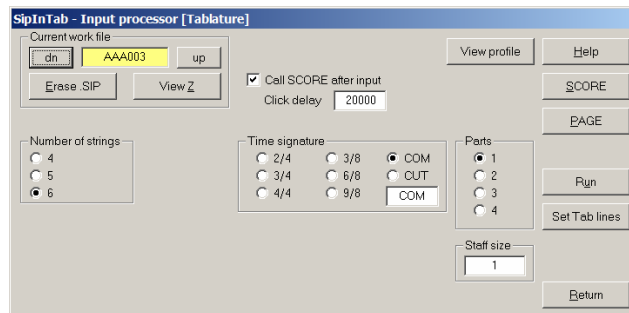 SipInTab - Input processor [Tablature]
Current work file
dn AAA003 up
Erase .SIP View Z
Call SCORE after input
Click delay 20000
View profile
Help
SCORE
PAGE
Number of strings
4
5
6
Time signature
2/4 3/8 COM
3/4 6/8 CUT
4/4 9/8 COM
Parts
1
2
3
4
Run
Set Tab lines
Staff size
1
Return